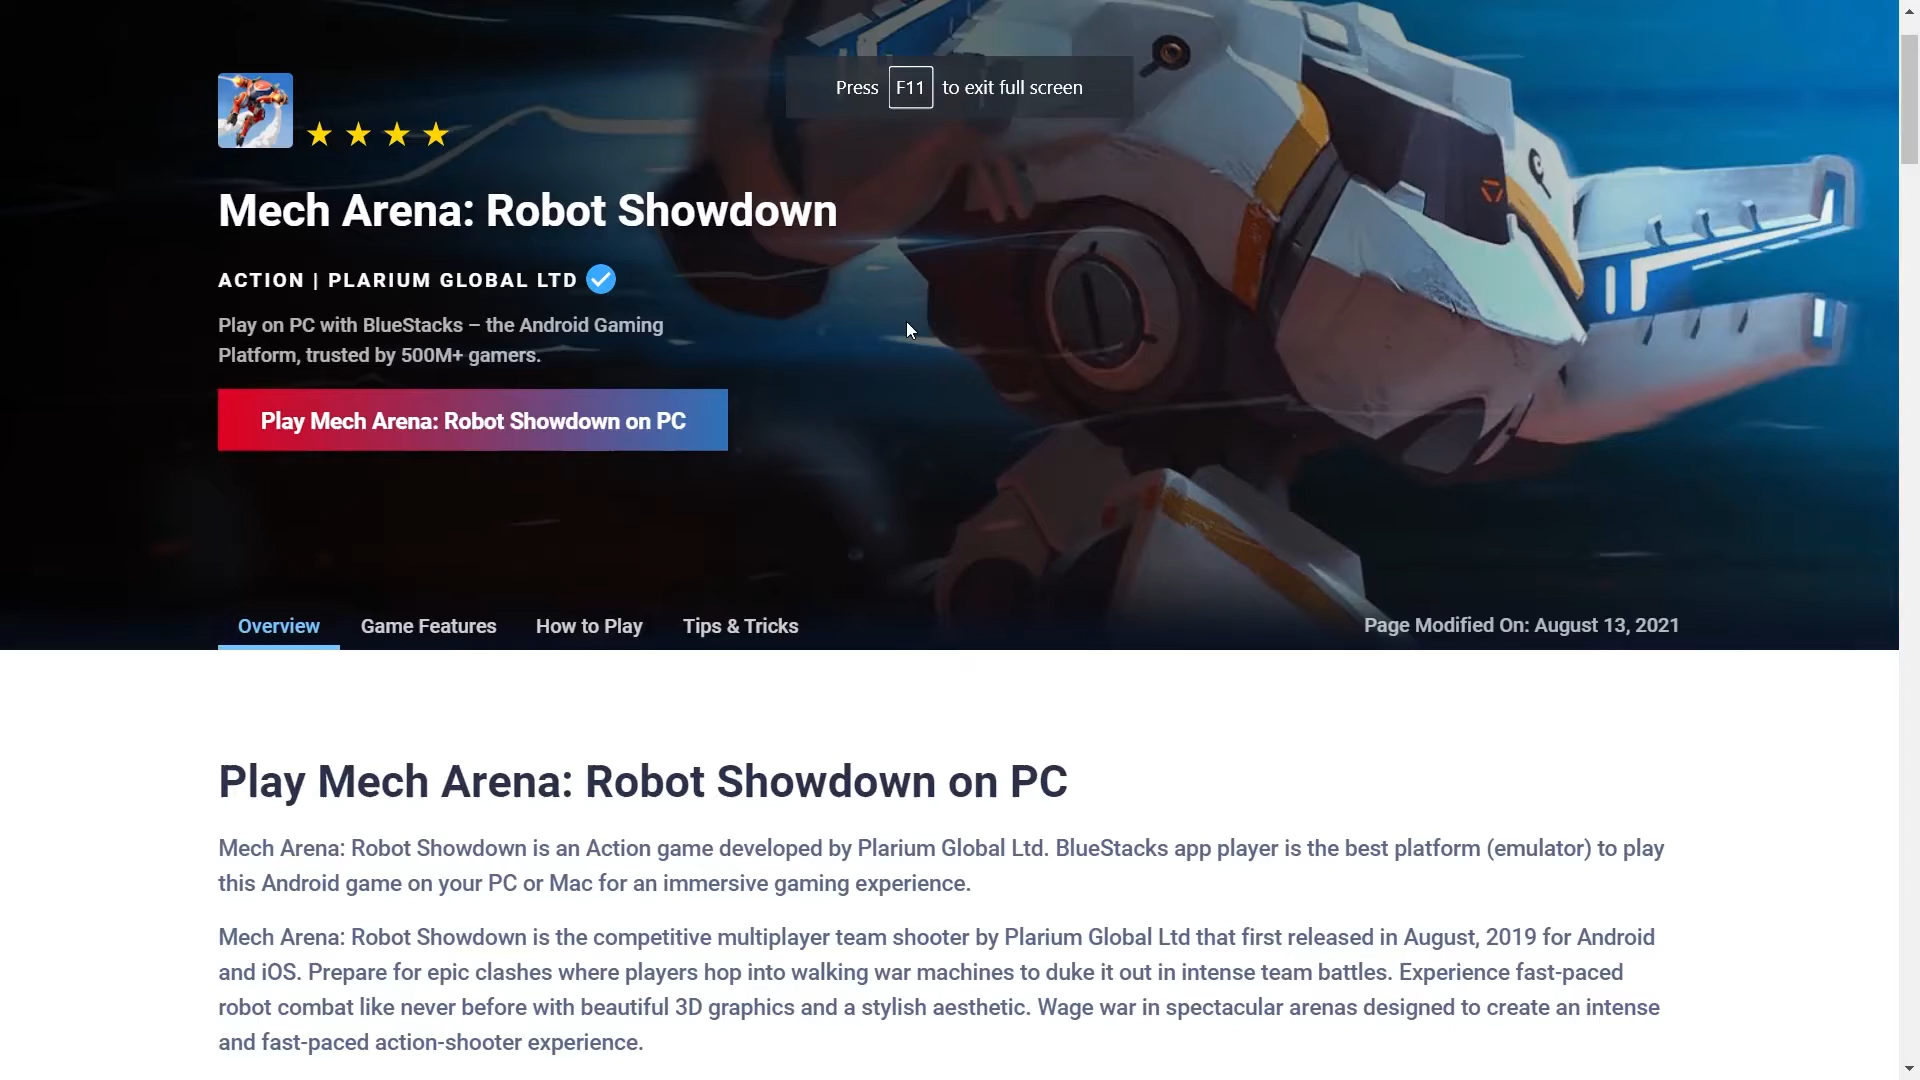 Press F11 to exit full screen
Mech Arena: Robot Showdown
ACTION | PLARIUM GLOBAL LTD
Play on PC with BlueStacks – the Android Gaming
Platform, trusted by 500M+ gamers.
Play Mech Arena: Robot Showdown on PC
Overview Game Features How to Play Tips & Tricks Page Modified On: August 13, 2021
Play Mech Arena: Robot Showdown on PC
Mech Arena: Robot Showdown is an Action game developed by Plarium Global Ltd. BlueStacks app player is the best platform (emulator) to play
this Android game on your PC or Mac for an immersive gaming experience.
Mech Arena: Robot Showdown is the competitive multiplayer team shooter by Plarium Global Ltd that first released in August, 2019 for Android
and iOS. Prepare for epic clashes where players hop into walking war machines to duke it out in intense team battles. Experience fast-paced
robot combat like never before with beautiful 3D graphics and a stylish aesthetic. Wage war in spectacular arenas designed to create an intense
and fast-paced action-shooter experience.